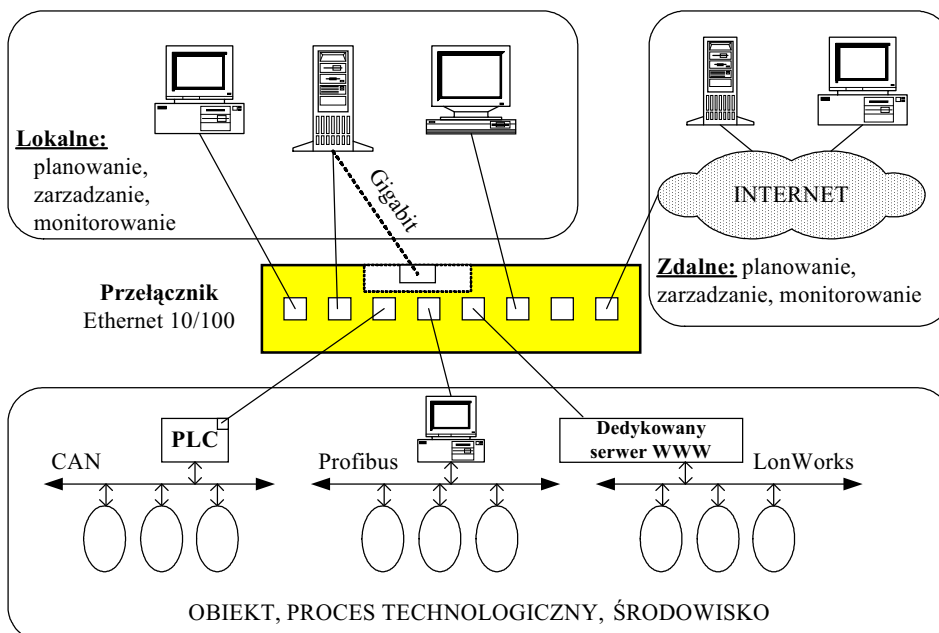 Lokalne:
planowanie,
zarzadzanie,
monitorowanie
Gigabit
INTERNET
Zdalne: planowanie,
zarzadzanie, monitorowanie
Przełącznik
Ethernet 10/100
PLC
CAN
Profibus
Dedykowany
serwer WWW
LonWorks
OBIEKT, PROCES TECHNOLOGICZNY, ŚRODOWISKO